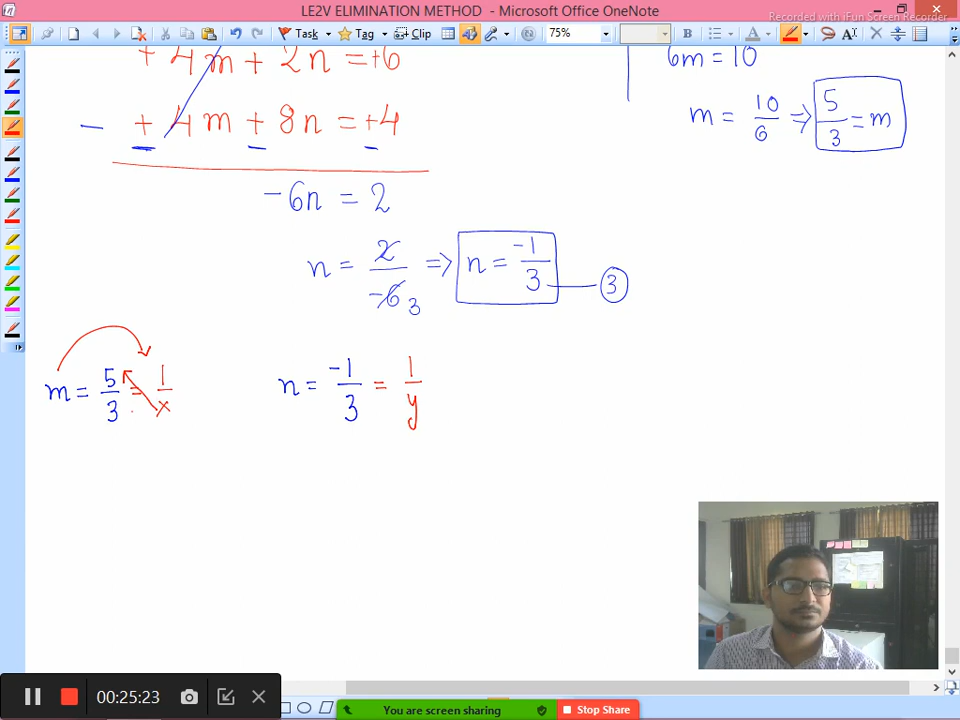 LE2V ELIMINATION METHOD - Microsoft Office OneNote
Recorded with iFun Screen Recorder
Task Tag Clip 75% B A
+ 4m + 2n = +6
- + 4m + 8n = +4
-6n = 2
n = 2/-6 3 => n = -1/3 — 3
6m = 10
m = 10/6 => 5/3 = m
m = 5/3 = 1/x
n = -1/3 = 1/y
00:25:23
You are screen sharing Stop Share